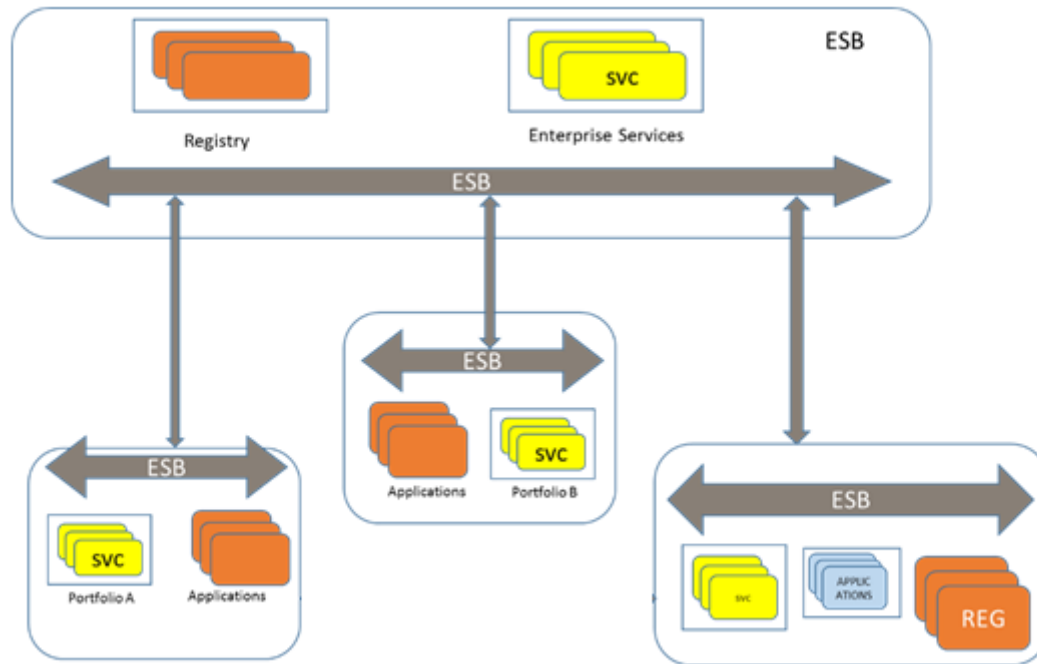 ESB
SVC
Registry
Enterprise Services
ESB
ESB
Applications
SVC
Portfolio B
ESB
SVC
Portfolio A
Applications
ESB
SVC
APPLIC
ATIONS
REG